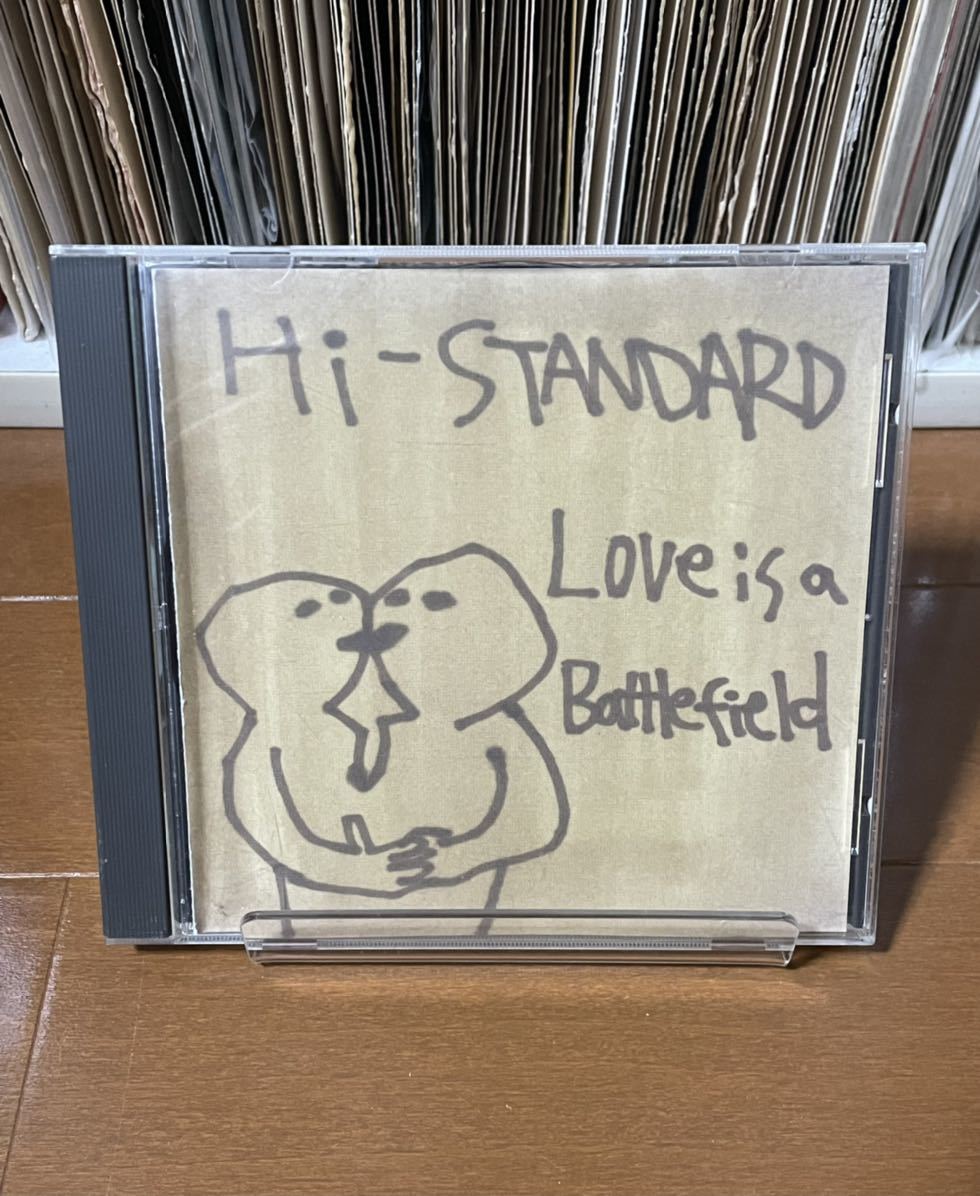 Hi-STANDARD
Love is a
Battlefield